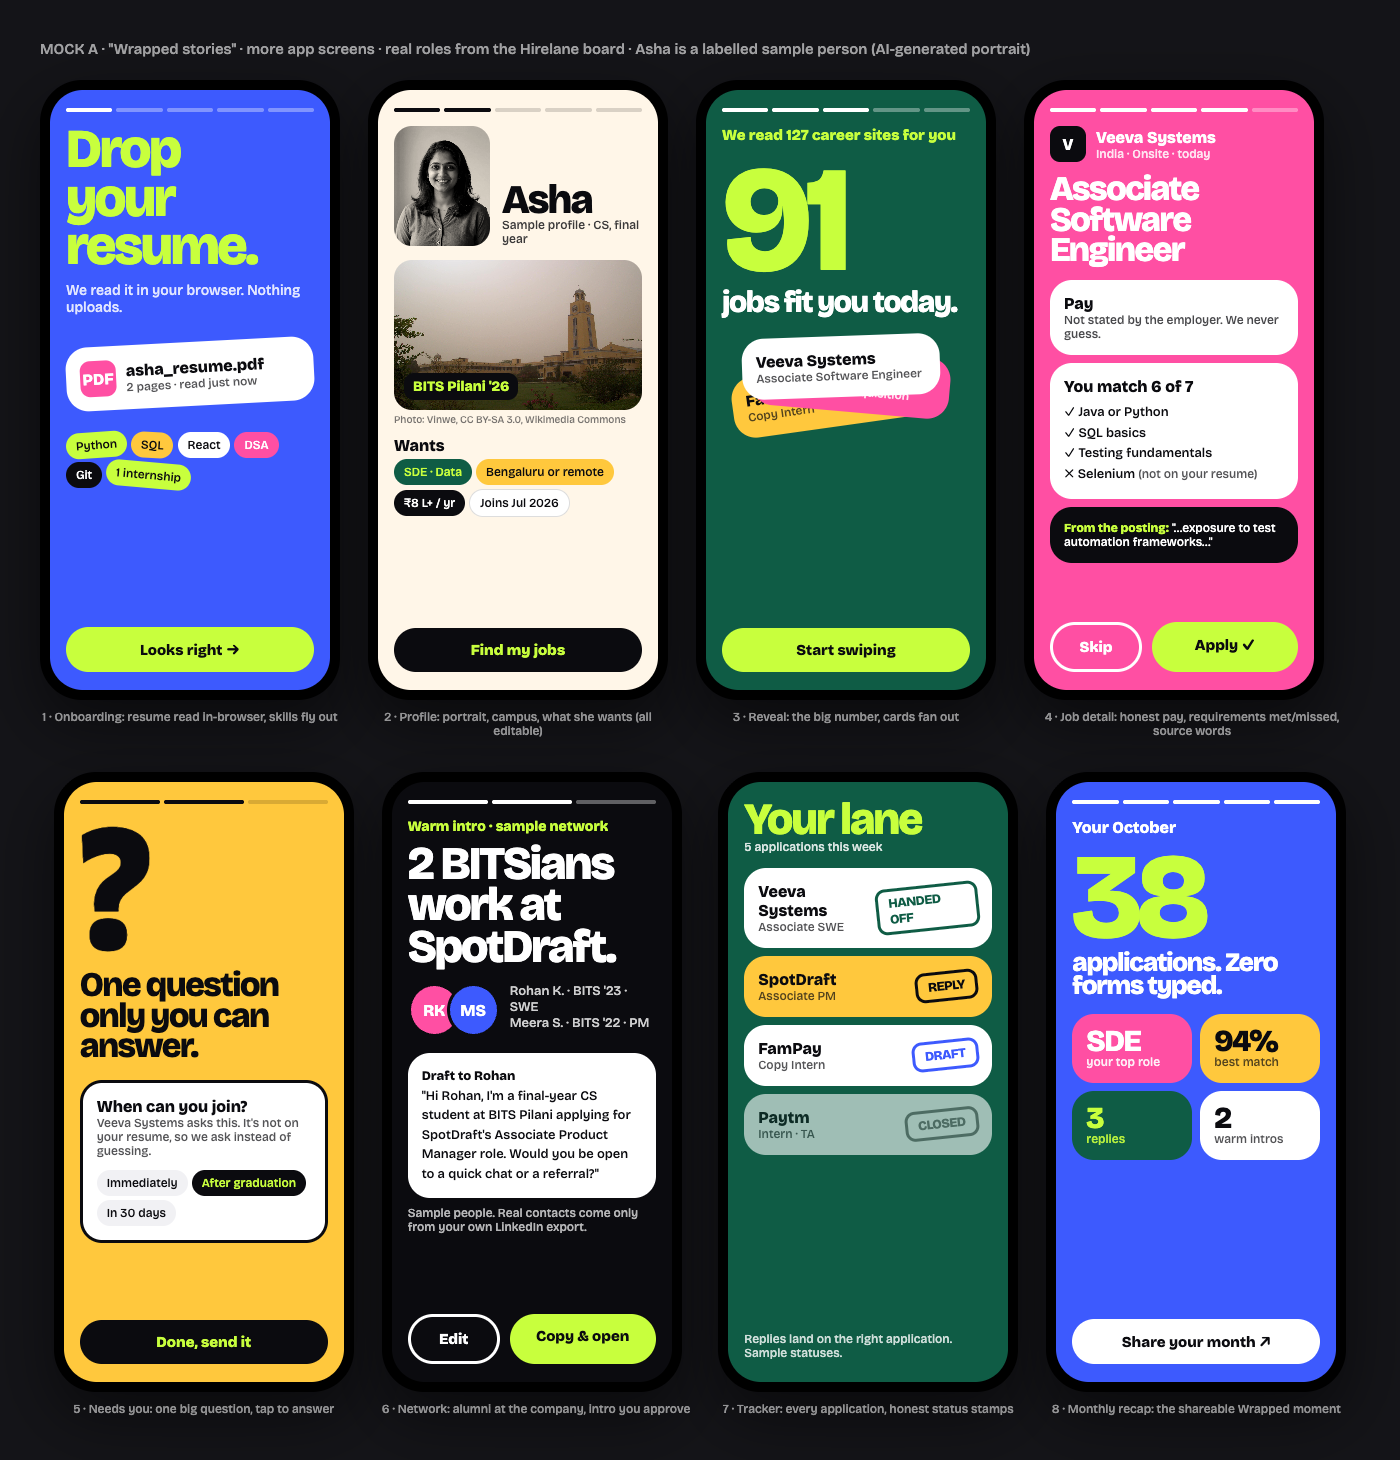 MOCK A · "Wrapped stories" · more app screens · real roles from the Hirelane board · Asha is a labelled sample person (AI-generated portrait)
Drop
your
resume.
We read it in your browser. Nothing
uploads.
PDF
asha_resume.pdf
2 pages · read just now
Python
SQL
React
DSA
Git
1 internship
Looks right →
1 · Onboarding: resume read in-browser, skills fly out
Asha
Sample profile · CS, final
year
BITS Pilani '26
Photo: Vinwe, CC BY-SA 3.0, Wikimedia Commons
Wants
SDE · Data
Bengaluru or remote
₹8 L+ / yr
Joins Jul 2026
Find my jobs
2 · Profile: portrait, campus, what she wants (all
editable)
We read 127 career sites for you
91
jobs fit you today.
Veeva Systems
Associate Software Engineer
Copy Intern
Start swiping
3 · Reveal: the big number, cards fan out
V
Veeva Systems
India · Onsite · today
Associate
Software
Engineer
Pay
Not stated by the employer. We never
guess.
You match 6 of 7
✓ Java or Python
✓ SQL basics
✓ Testing fundamentals
✕ Selenium (not on your resume)
From the posting: "...exposure to test
automation frameworks..."
Skip
Apply ✓
4 · Job detail: honest pay, requirements met/missed,
source words
?
One question
only you can
answer.
When can you join?
Veeva Systems asks this. It's not on
your resume, so we ask instead of
guessing.
Immediately
After graduation
In 30 days
Done, send it
5 · Needs you: one big question, tap to answer
Warm intro · sample network
2 BITSians
work at
SpotDraft.
RK
MS
Rohan K. · BITS '23 ·
SWE
Meera S. · BITS '22 · PM
Draft to Rohan
"Hi Rohan, I'm a final-year CS
student at BITS Pilani applying for
SpotDraft's Associate Product
Manager role. Would you be open
to a quick chat or a referral?"
Sample people. Real contacts come only
from your own LinkedIn export.
Edit
Copy & open
6 · Network: alumni at the company, intro you approve
Your lane
5 applications this week
Veeva
Systems
Associate SWE
HANDED
OFF
SpotDraft
Associate PM
REPLY
FamPay
Copy Intern
DRAFT
Paytm
Intern · TA
CLOSED
Replies land on the right application.
Sample statuses.
7 · Tracker: every application, honest status stamps
Your October
38
applications. Zero
forms typed.
SDE
your top role
94%
best match
3
replies
2
warm intros
Share your month ↗
8 · Monthly recap: the shareable Wrapped moment